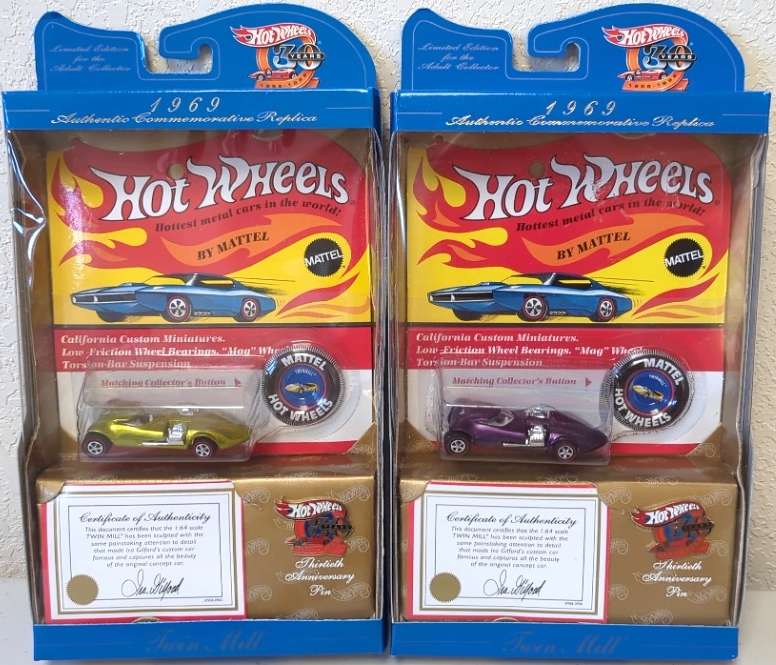 Limited Edition
for the
Adult Collector
Hot Wheels
30
YEARS
1969
Authentic Commemorative Replica
Hot Wheels
Hottest metal cars in the world!
BY MATTEL
MATTEL
California Custom Miniatures.
Low-Friction Wheel Bearings. "Mag" Whe
Torsion-Bar Suspension
Matching Collector's Button
MATTEL
HOT WHEELS
Certificate of Authenticity
This document certifies that the 1:64 scale
"TWIN MILL" has been sculpted with the
same painstaking attention to detail
that made Ira Gilford's custom car
famous and captures all the beauty
of the original concept car.
Ira Gilford
Hot Wheels
Thirtieth
Anniversary
Pin
Twin Mill
Limited Edition
for the
Adult Collector
Hot Wheels
30
YEARS
1969
Authentic Commemorative Replica
Hot Wheels
Hottest metal cars in the world!
BY MATTEL
MATTEL
California Custom Miniatures.
Low-Friction Wheel Bearings. "Mag" Whe
Torsion-Bar Suspension
Matching Collector's Button
MATTEL
HOT WHEELS
Certificate of Authenticity
This document certifies that the 1:64 scale
"TWIN MILL" has been sculpted with the
same painstaking attention to detail
that made Ira Gilford's custom car
famous and captures all the beauty
of the original concept car.
Ira Gilford
Hot Wheels
Thirtieth
Anniversary
Pin
Twin Mill